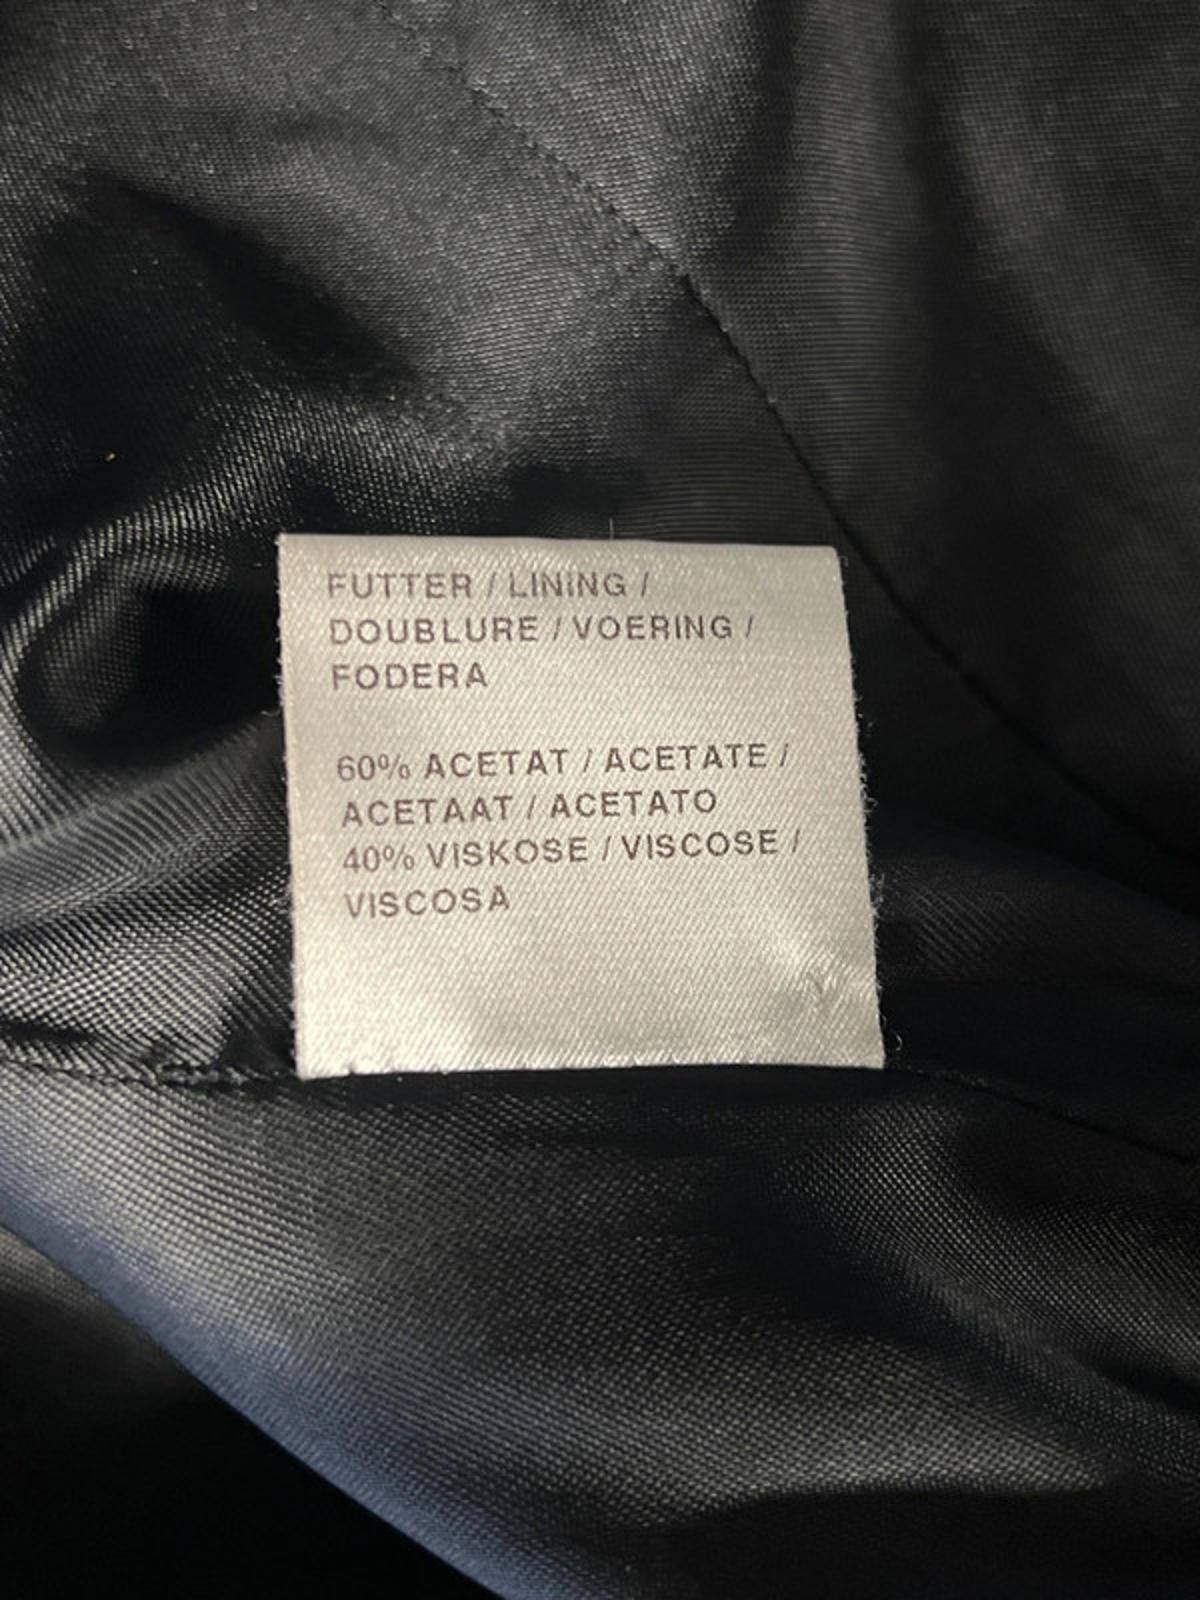 FUTTER / LINING /
DOUBLURE / VOERING /
FODERA
60% ACETAT / ACETATE /
ACETAAT / ACETATO
40% VISKOSE / VISCOSE /
VISCOSA